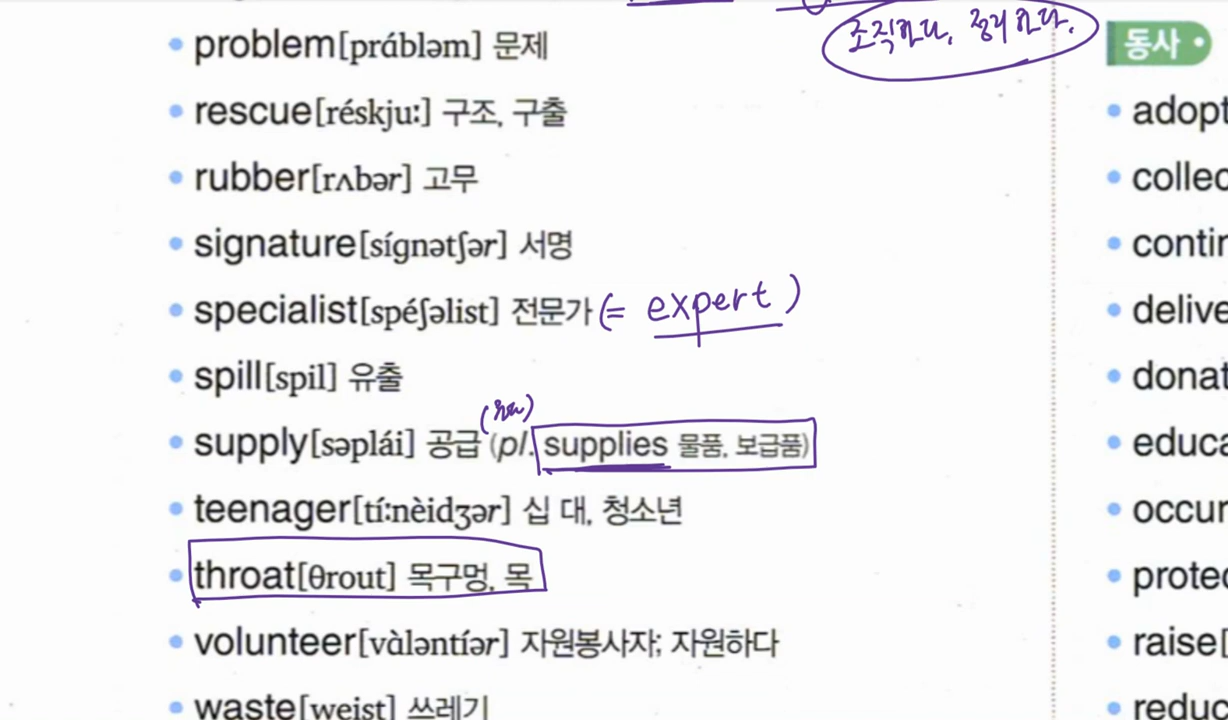 조직하다, 정리하다.
problem[prábləm] 문제
rescue[réskju:] 구조, 구출
rubber[rʌbər] 고무
signature[sígnətʃər] 서명
specialist[spéʃəlist] 전문가 (= expert)
spill[spil] 유출
supply[səplái] 공급 (pl. supplies 물품, 보급품)
teenager[tí:nèidʒər] 십 대, 청소년
throat[θrout] 목구멍, 목
volunteer[vàləntíər] 자원봉사자; 자원하다
waste[weist] 쓰레기
동사
adopt
collec
contin
delive
donat
educa
occur
protec
raise[
reduc